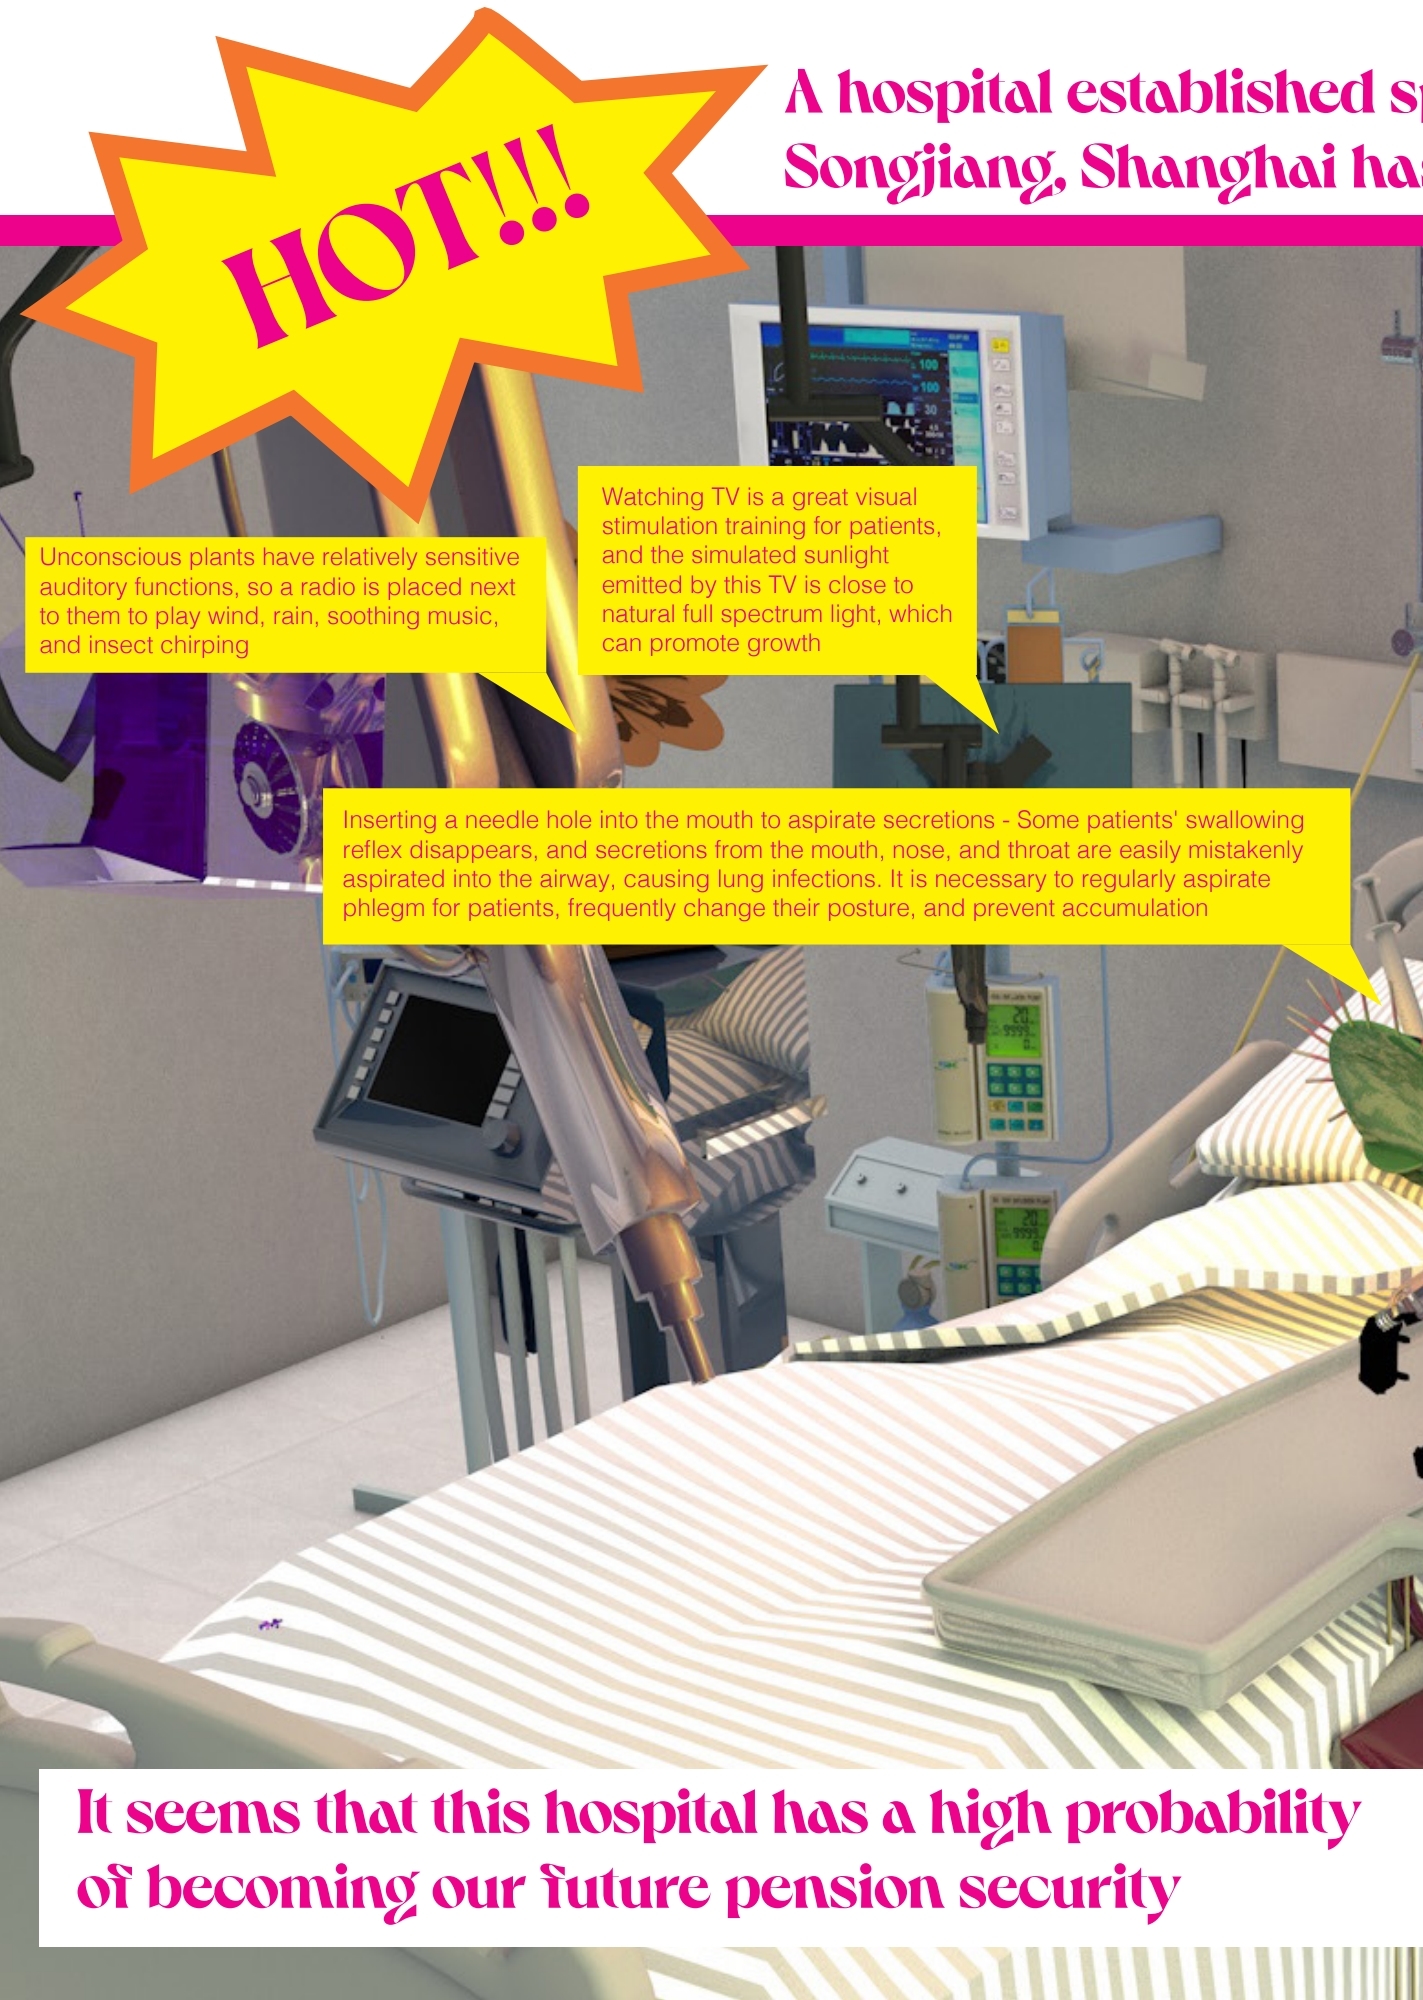 HOT!!!
A hospital established
Songjiang, Shanghai
Unconscious plants have relatively sensitive
auditory functions, so a radio is placed next
to them to play wind, rain, soothing music,
and insect chirping
Watching TV is a great visual
stimulation training for patients,
and the simulated sunlight
emitted by this TV is close to
natural full spectrum light, which
can promote growth
100
100
30
Inserting a needle hole into the mouth to aspirate secretions - Some patients' swallowing
reflex disappears, and secretions from the mouth, nose, and throat are easily mistakenly
aspirated into the airway, causing lung infections. It is necessary to regularly aspirate
phlegm for patients, frequently change their posture, and prevent accumulation
It seems that this hospital has a high probability
of becoming our future pension security